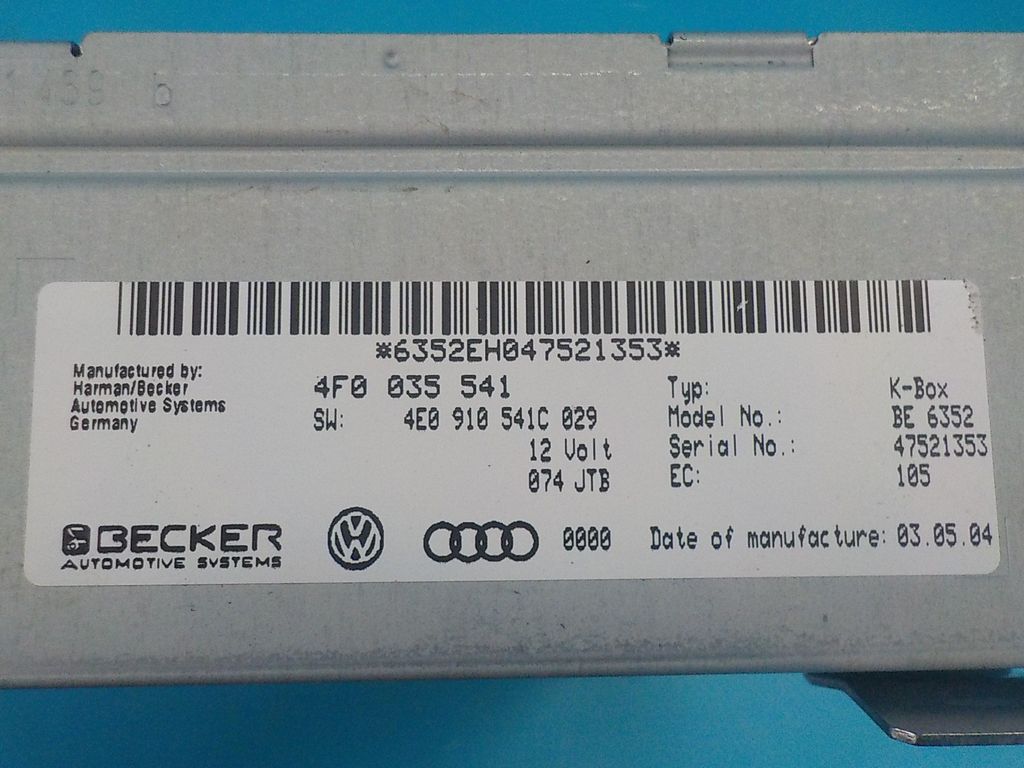 *6352EH047521353*
Manufactured by:
Harman/Becker
Automotive Systems
Germany
4F0 035 541
SW: 4E0 910 541C 029
12 Volt
074 JTB
Typ: K-Box
Model No.: BE 6352
Serial No.: 47521353
EC: 105
BECKER
AUTOMOTIVE SYSTEMS
VW
0000
Date of manufacture: 03.05.04